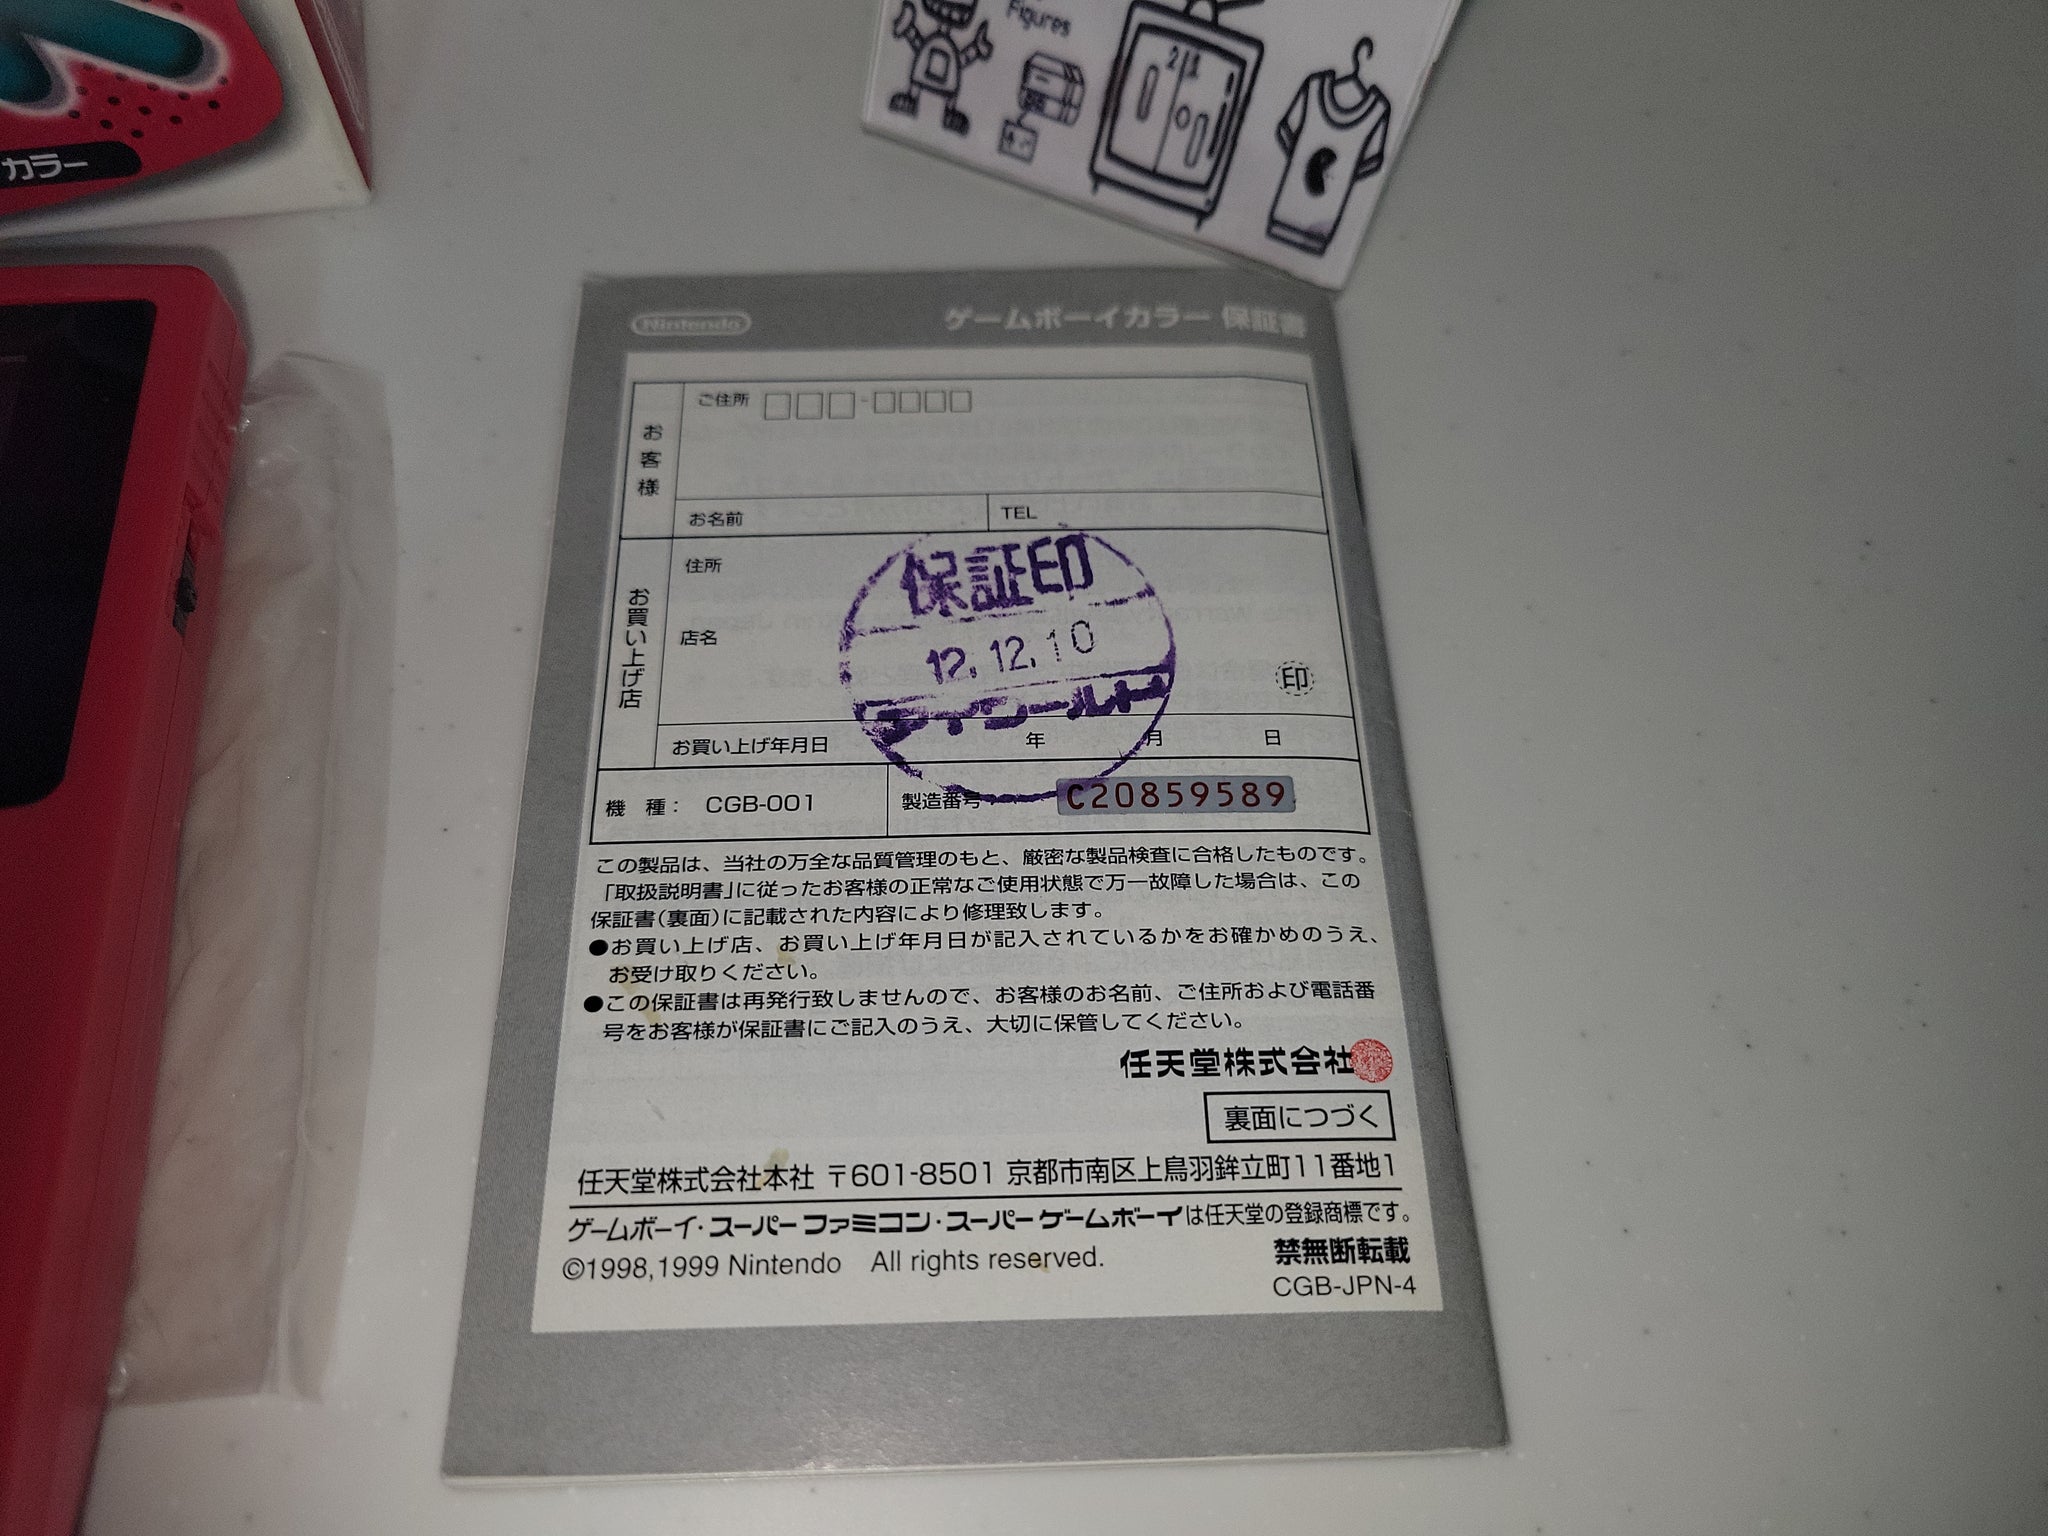 Figures
21
カラー
Nintendo
ゲームボーイカラー 保証書
お客様
ご住所 □□□-□□□□
お名前
TEL
お買い上げ店
住所
店名
印
保証印
12.12.10
お買い上げ年月日 年 月 日
機 種: CGB-001
製造番号 C20859589
この製品は、当社の万全な品質管理のもと、厳密な製品検査に合格したものです。
「取扱説明書」に従ったお客様の正常なご使用状態で万一故障した場合は、この
保証書(裏面)に記載された内容により修理致します。
●お買い上げ店、お買い上げ年月日が記入されているかをお確かめのうえ、
お受け取りください。
●この保証書は再発行致しませんので、お客様のお名前、ご住所および電話番
号をお客様が保証書にご記入のうえ、大切に保管してください。
任天堂株式会社
裏面につづく
任天堂株式会社本社 〒601-8501 京都市南区上鳥羽鉾立町11番地1
ゲームボーイ・スーパーファミコン・スーパーゲームボーイは任天堂の登録商標です。
©1998,1999 Nintendo All rights reserved.
禁無断転載
CGB-JPN-4